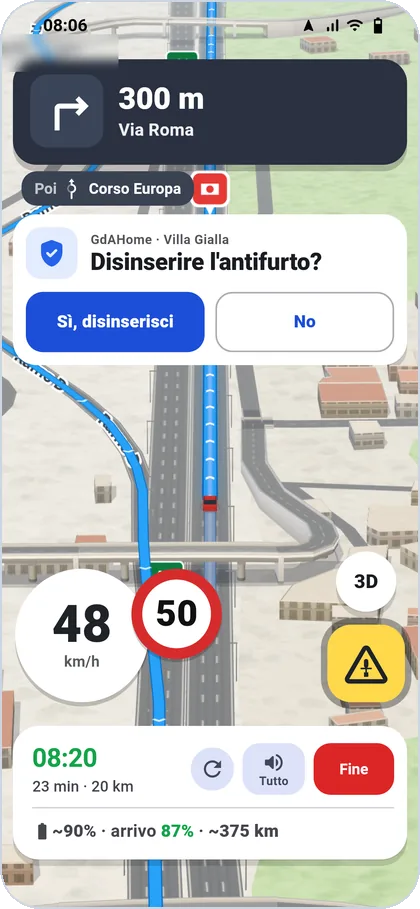 08:06
300 m
Via Roma
Poi Corso Europa
GdAHome · Villa Gialla
Disinserire l'antifurto?
Sì, disinserisci
No
3D
48
km/h
50
08:20
23 min · 20 km
Tutto
Fine
~90% · arrivo 87% · ~375 km